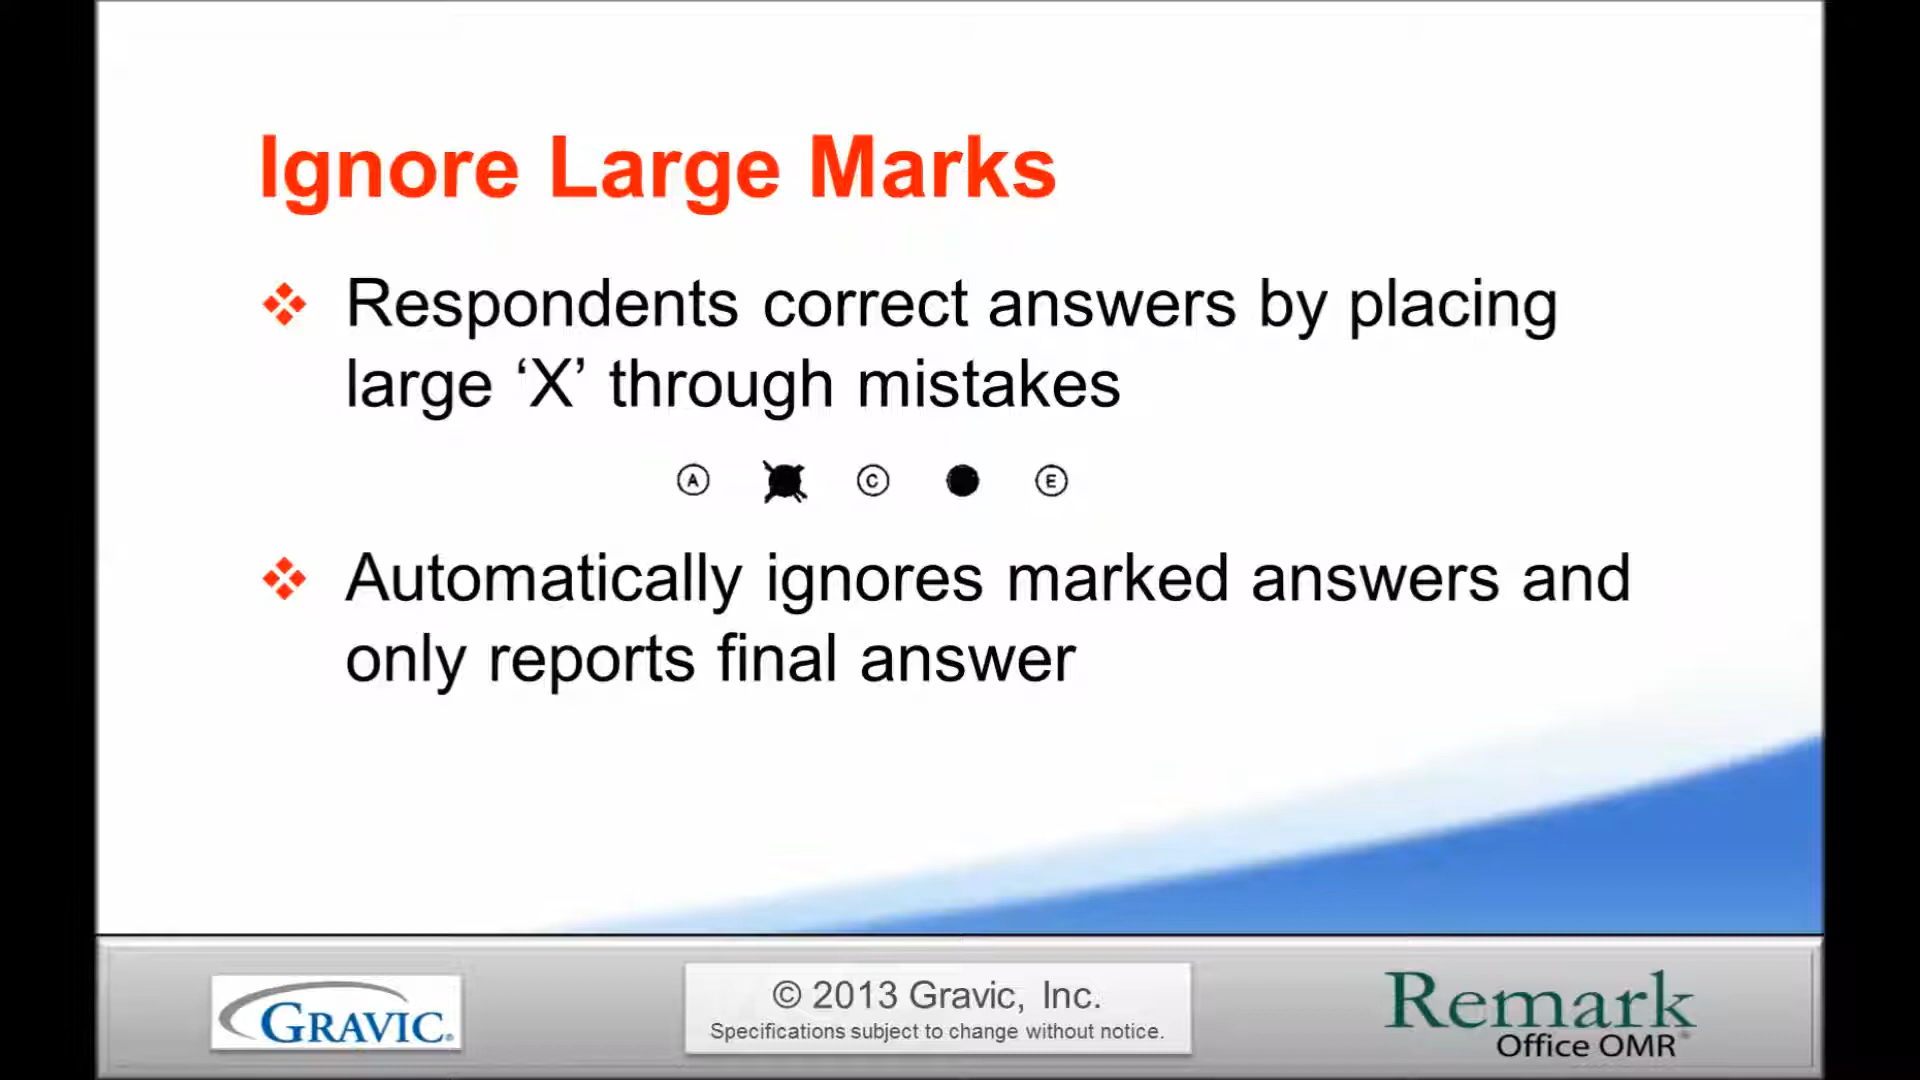 Ignore Large Marks
Respondents correct answers by placing
large ‘X’ through mistakes
A C E
Automatically ignores marked answers and
only reports final answer
GRAVIC®
© 2013 Gravic, Inc.
Specifications subject to change without notice.
Remark®
Office OMR